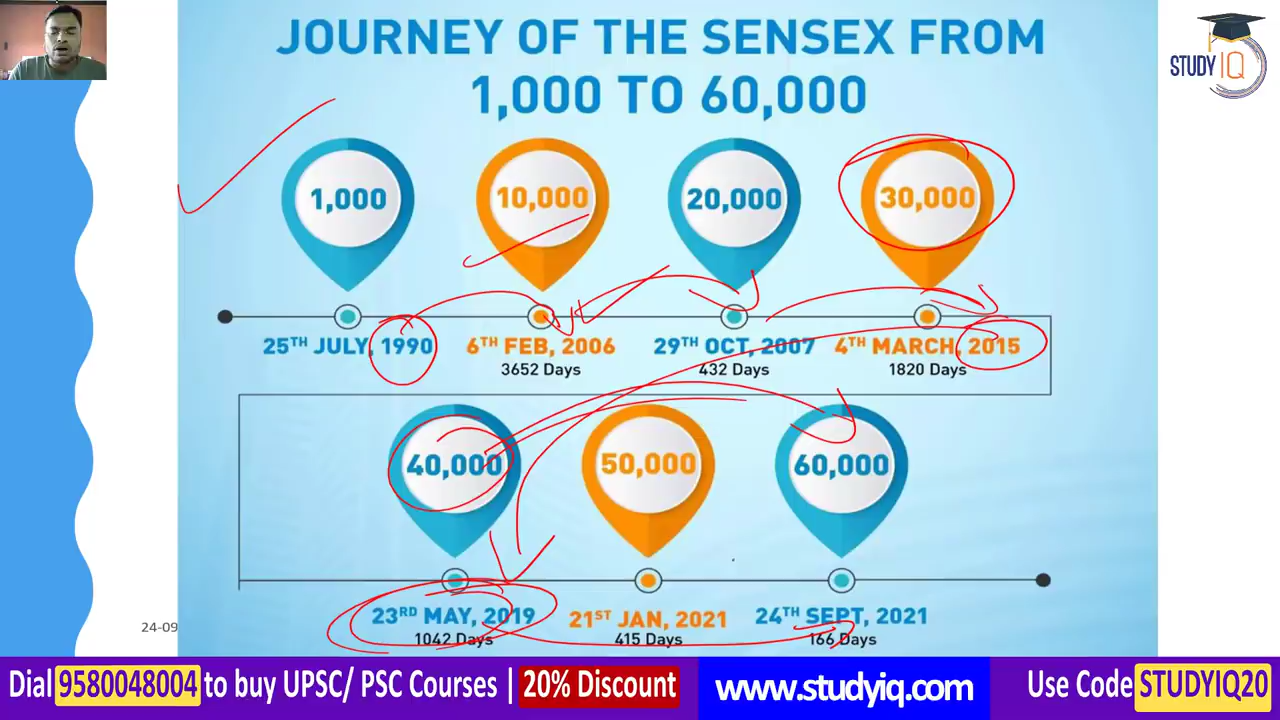 JOURNEY OF THE SENSEX FROM
1,000 TO 60,000
STUDY IQ
1,000
10,000
20,000
30,000
25TH JULY, 1990
6TH FEB, 2006
29TH OCT, 2007
4TH MARCH, 2015
3652 Days
432 Days
1820 Days
40,000
50,000
60,000
23RD MAY, 2019
21ST JAN, 2021
24TH SEPT, 2021
24-09
1042 Days
415 Days
166 Days
Dial 9580048004 to buy UPSC/ PSC Courses | 20% Discount
www.studyiq.com
Use Code STUDYIQ20